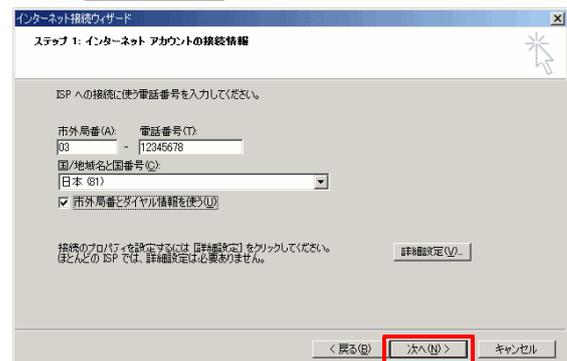 インターネット接続ウィザード
ステップ 1: インターネット アカウントの接続情報
ISP への接続に使う電話番号を入力してください。
市外局番(A): 電話番号(T):
03 - 12345678
国/地域名と国番号(C):
日本 (81)
市外局番とダイヤル情報を使う(U)
接続のプロパティを設定するには [詳細設定] をクリックしてください。
ほとんどの ISP では、詳細設定は必要ありません。
詳細設定(V)...
< 戻る(B) 次へ(N) > キャンセル